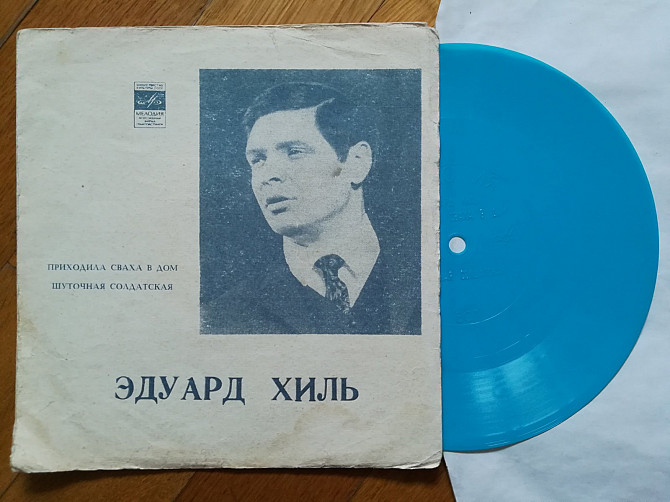 МЕЛОДИЯ
ПРИХОДИЛА СВАХА В ДОМ
ШУТОЧНАЯ СОЛДАТСКАЯ
ЭДУАРД ХИЛЬ